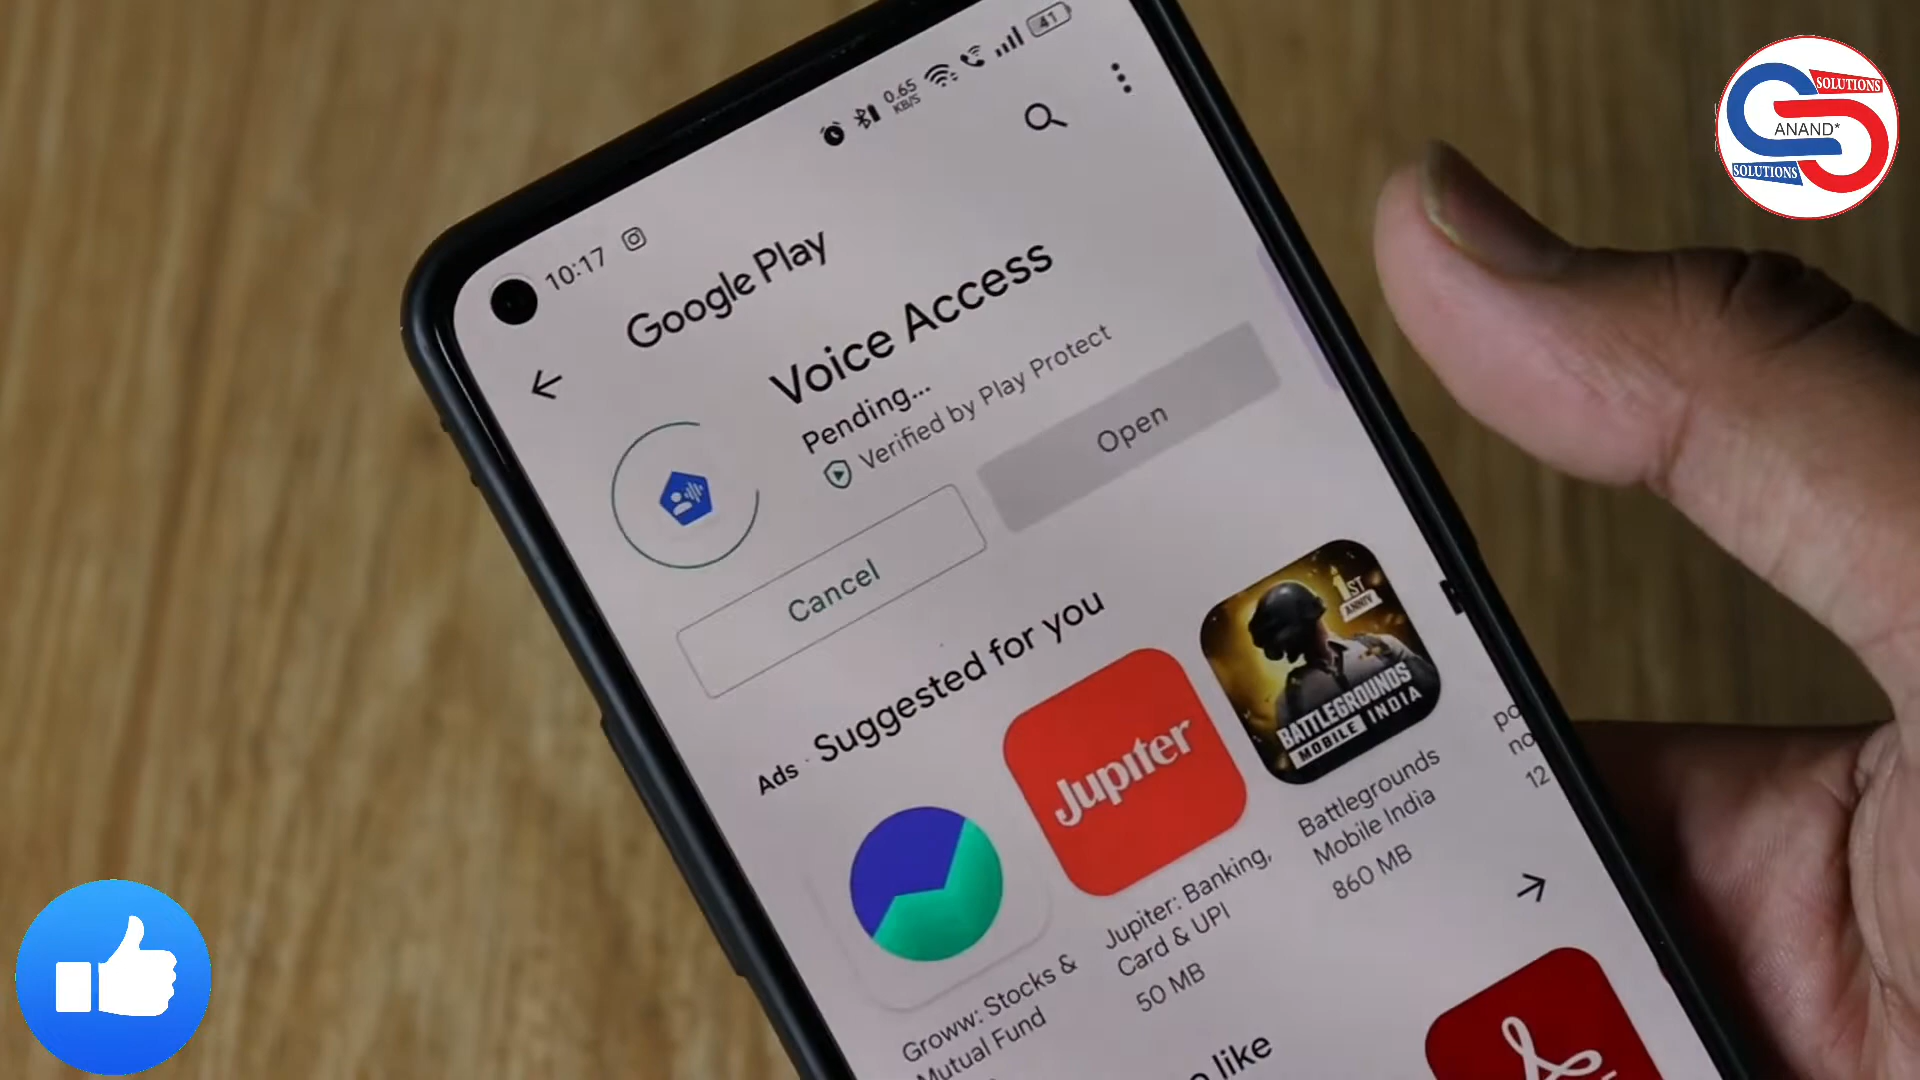 SOLUTIONS
ANAND*
SOLUTIONS
10:17
0.65
KB/S
41
Google Play
Voice Access
Pending...
Verified by Play Protect
Cancel
Open
Ads · Suggested for you
Jupiter
1ST
ANNIV
BATTLEGROUNDS
MOBILE INDIA
Groww: Stocks &
Mutual Fund
Jupiter: Banking,
Card & UPI
50 MB
Battlegrounds
Mobile India
860 MB
12
like